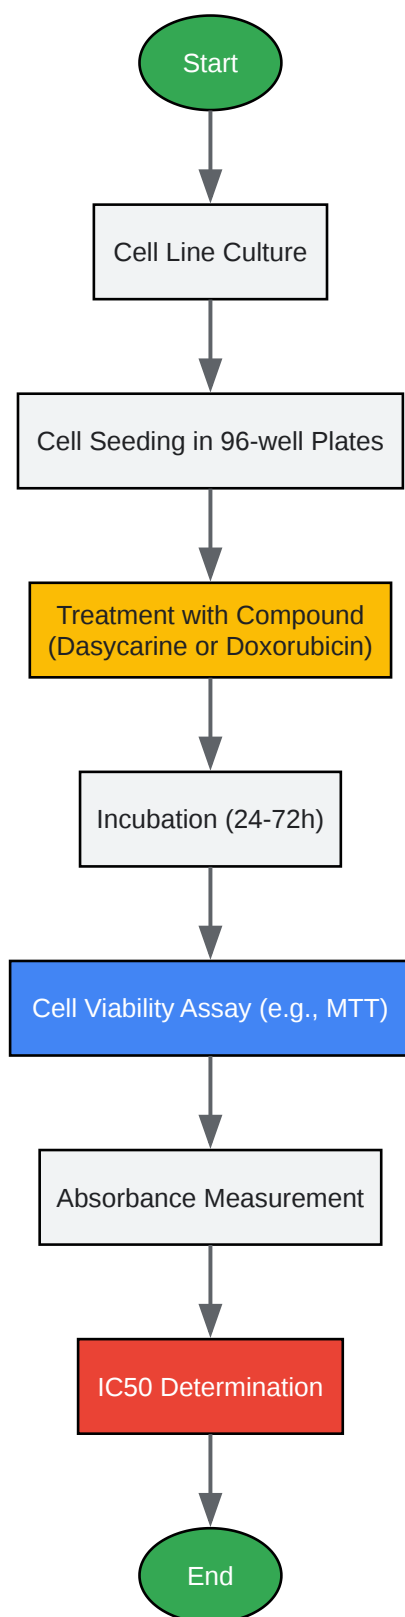 Start
Cell Line Culture
Cell Seeding in 96-well Plates
Treatment with Compound
(Dasycarine or Doxorubicin)
Incubation (24-72h)
Cell Viability Assay (e.g., MTT)
Absorbance Measurement
IC50 Determination
End